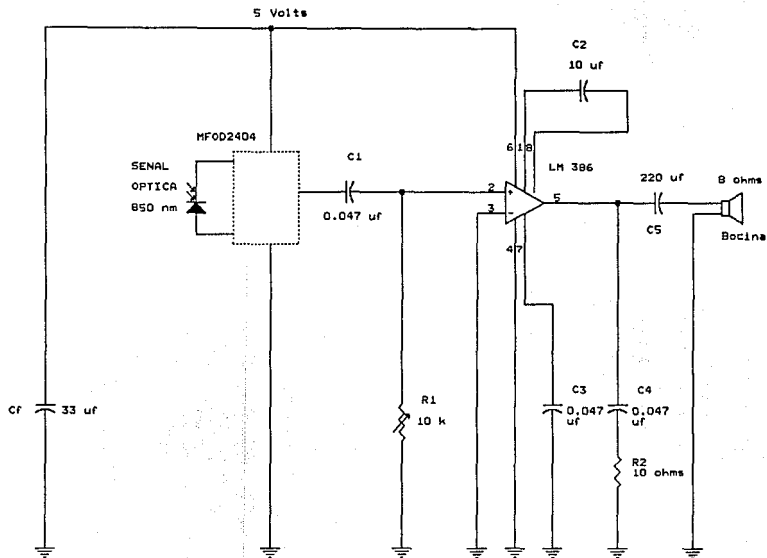 5 Volts
C2
10 uf
MFOD2404
6 1 8
LM 386
SENAL
OPTICA
850 nm
C1
0.047 uf
2
+
3
-
5
220 uf
C5
8 ohms
Bocina
4 7
Cf
33 uf
R1
10 k
C3
0.047
uf
C4
0.047
uf
R2
10 ohms